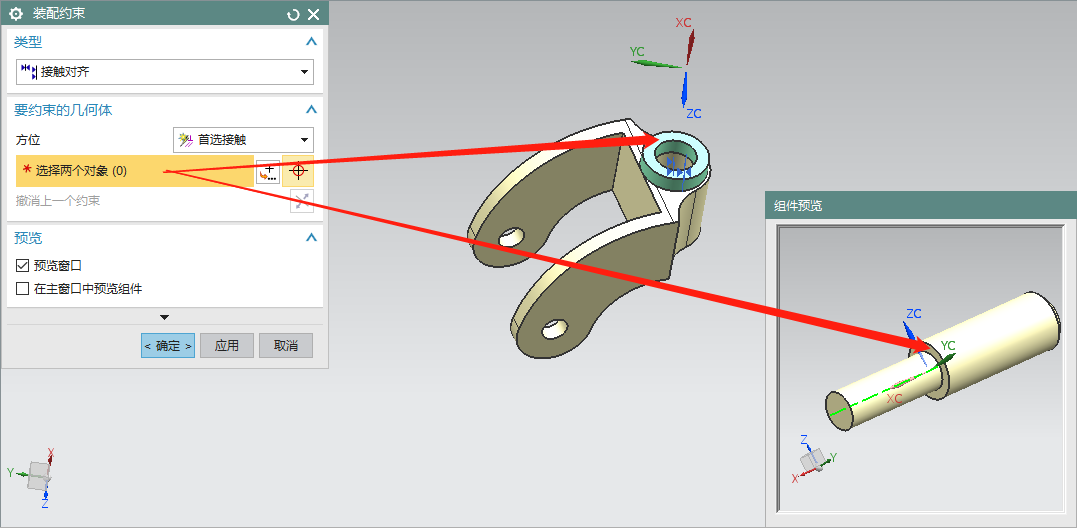 装配约束
类型
接触对齐
要约束的几何体
方位
首选接触
* 选择两个对象 (0)
撤消上一个约束
预览
预览窗口
在主窗口中预览组件
< 确定 >
应用
取消
XC
YC
ZC
组件预览
ZC
YC
XC
Z
Y
X
X
Y
Z